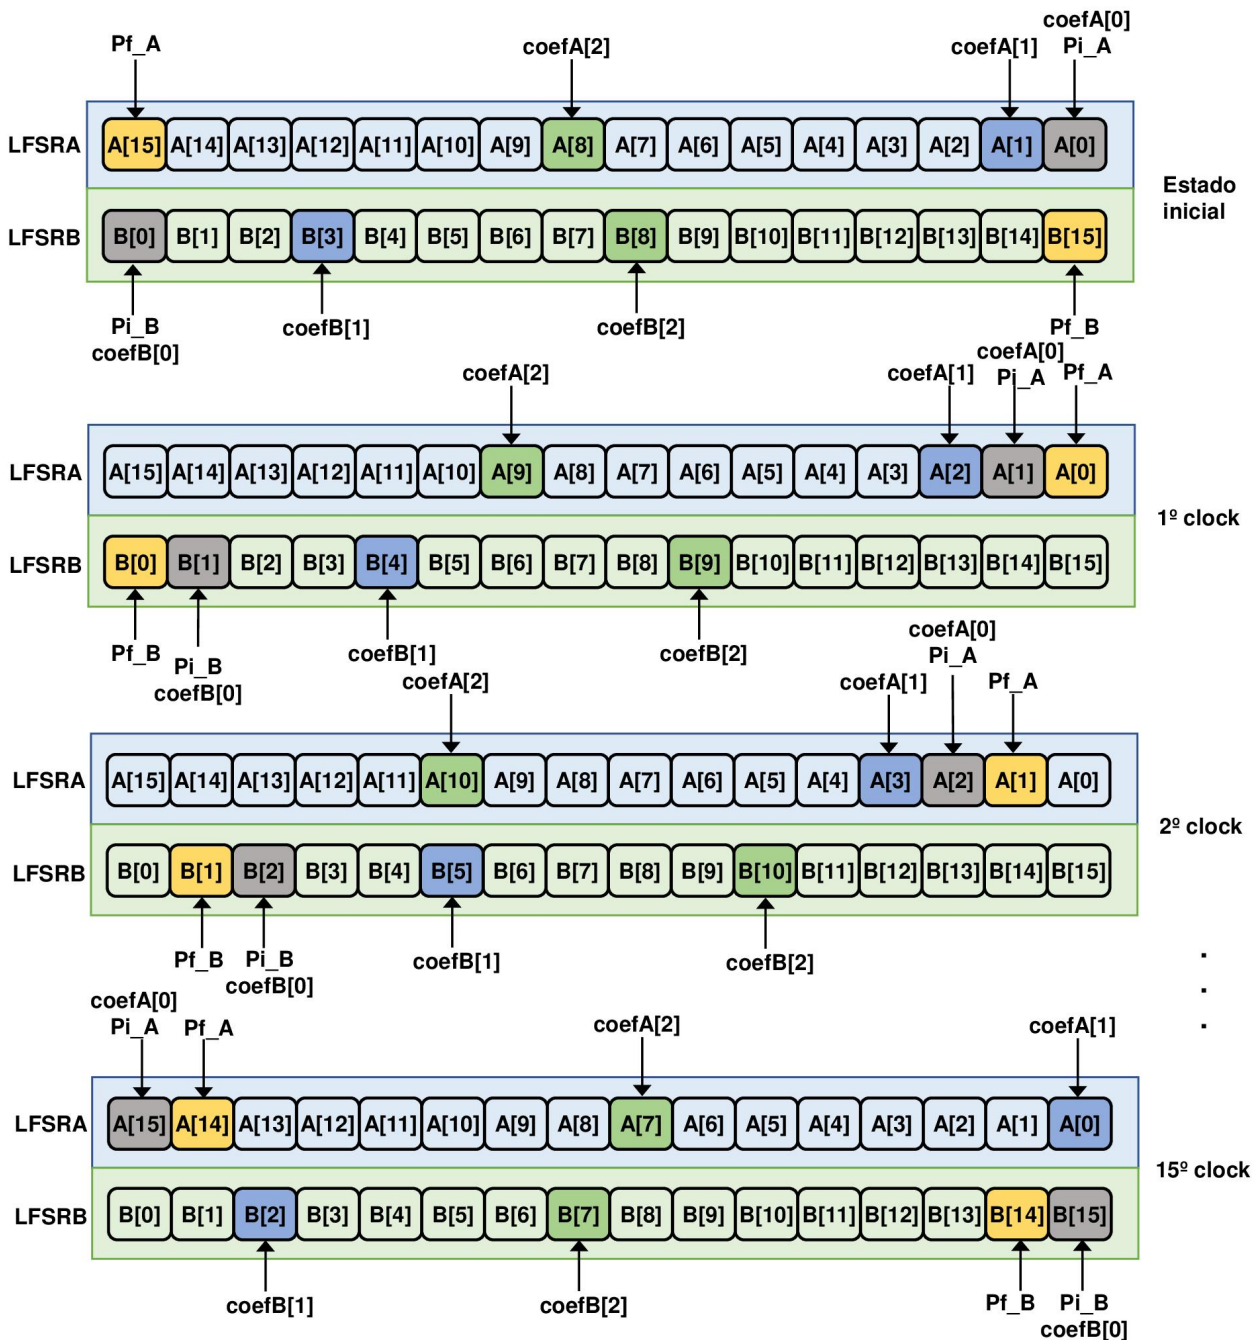 coefA[0]
Pf_A coefA[2] coefA[1] Pi_A
LFSRA A[15] A[14] A[13] A[12] A[11] A[10] A[9] A[8] A[7] A[6] A[5] A[4] A[3] A[2] A[1] A[0]
Estado
inicial
LFSRB B[0] B[1] B[2] B[3] B[4] B[5] B[6] B[7] B[8] B[9] B[10] B[11] B[12] B[13] B[14] B[15]
Pi_B coefB[1] coefB[2] Pf_B
coefB[0]
coefA[0]
coefA[2] coefA[1] Pi_A Pf_A
LFSRA A[15] A[14] A[13] A[12] A[11] A[10] A[9] A[8] A[7] A[6] A[5] A[4] A[3] A[2] A[1] A[0]
1º clock
LFSRB B[0] B[1] B[2] B[3] B[4] B[5] B[6] B[7] B[8] B[9] B[10] B[11] B[12] B[13] B[14] B[15]
Pf_B Pi_B coefB[1] coefB[2]
coefB[0]
coefA[0]
Pi_A
coefA[2] coefA[1] Pf_A
LFSRA A[15] A[14] A[13] A[12] A[11] A[10] A[9] A[8] A[7] A[6] A[5] A[4] A[3] A[2] A[1] A[0]
2º clock
LFSRB B[0] B[1] B[2] B[3] B[4] B[5] B[6] B[7] B[8] B[9] B[10] B[11] B[12] B[13] B[14] B[15]
Pf_B Pi_B coefB[1] coefB[2]
coefB[0]
.
.
.
coefA[0]
Pi_A Pf_A coefA[2] coefA[1]
LFSRA A[15] A[14] A[13] A[12] A[11] A[10] A[9] A[8] A[7] A[6] A[5] A[4] A[3] A[2] A[1] A[0]
15º clock
LFSRB B[0] B[1] B[2] B[3] B[4] B[5] B[6] B[7] B[8] B[9] B[10] B[11] B[12] B[13] B[14] B[15]
coefB[1] coefB[2] Pf_B Pi_B
coefB[0]